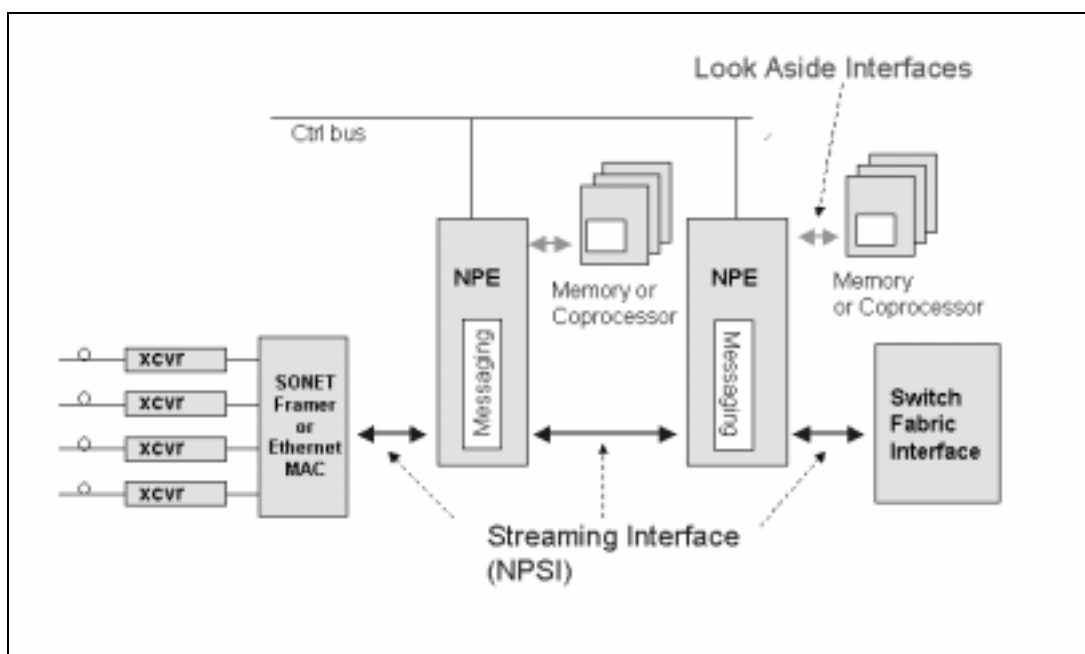 Look Aside Interfaces
Ctrl bus
NPE
Messaging
Memory or
Coprocessor
NPE
Messaging
Memory
or Coprocessor
xcvr
xcvr
xcvr
xcvr
SONET
Framer
or
Ethernet
MAC
Switch
Fabric
Interface
Streaming Interface
(NPSI)